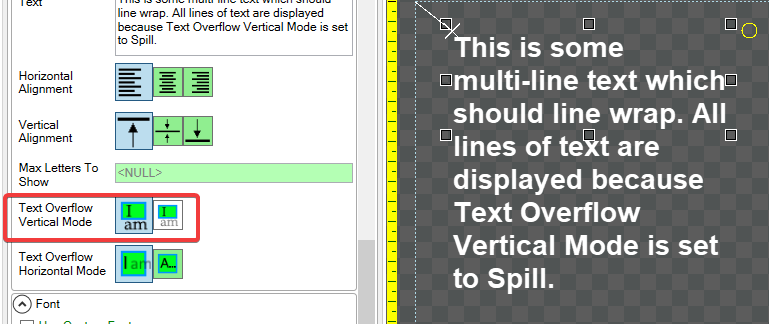 Text
This is some multi-line text which should
line wrap. All lines of text are displayed
because Text Overflow Vertical Mode is set
to Spill.
Horizontal
Alignment
Vertical
Alignment
Max Letters To
Show
<NULL>
Text Overflow
Vertical Mode
I
am
I
am
Text Overflow
Horizontal Mode
I am
A...
Font
This is some
multi-line text which
should line wrap. All
lines of text are
displayed because
Text Overflow
Vertical Mode is set
to Spill.